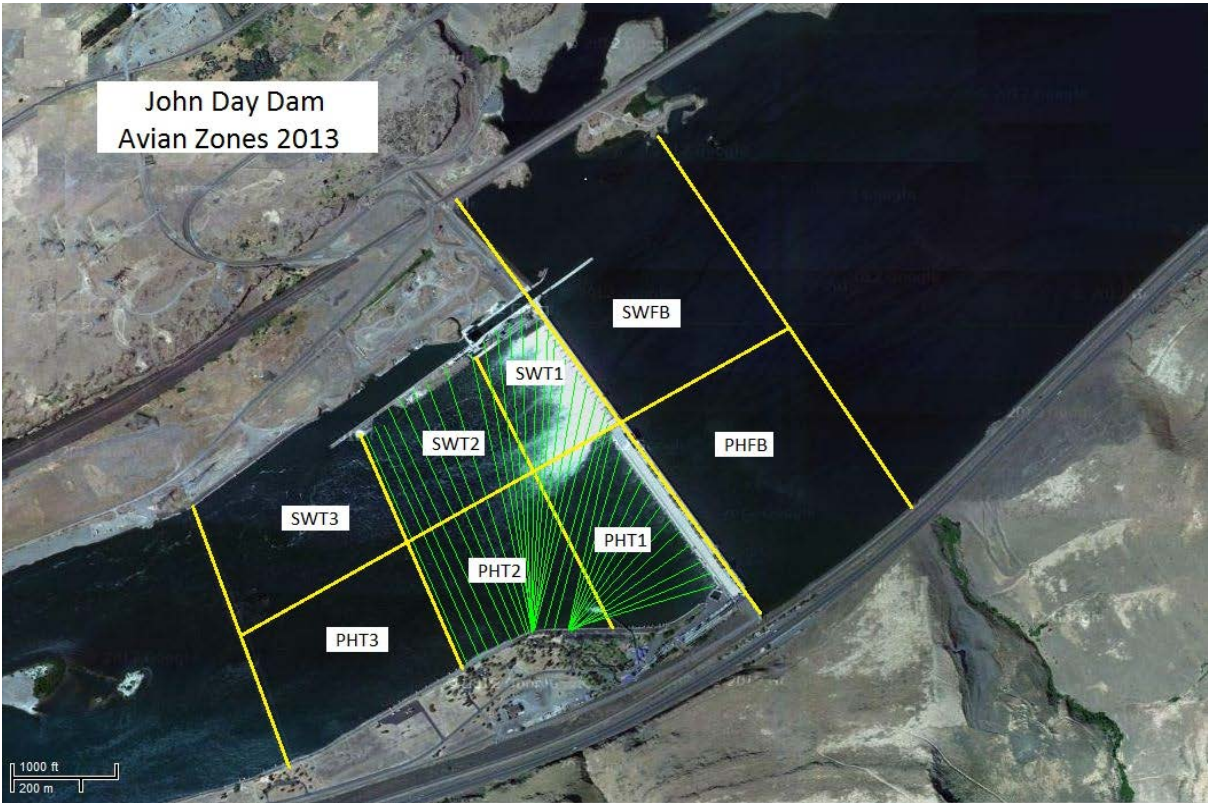 John Day Dam
Avian Zones 2013
SWFB
SWT1
SWT2
PHFB
SWT3
PHT1
PHT2
PHT3
1000 ft
200 m